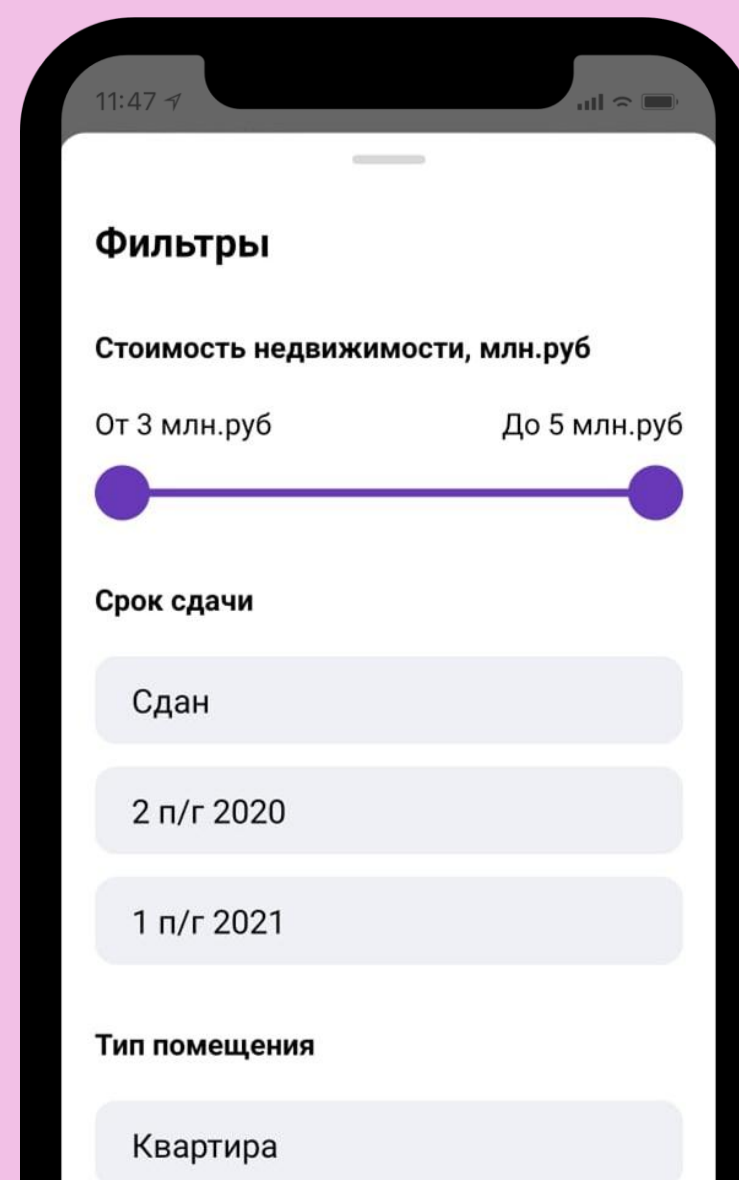 11:47
Фильтры
Стоимость недвижимости, млн.руб
От 3 млн.руб До 5 млн.руб
Срок сдачи
Сдан
2 п/г 2020
1 п/г 2021
Тип помещения
Квартира